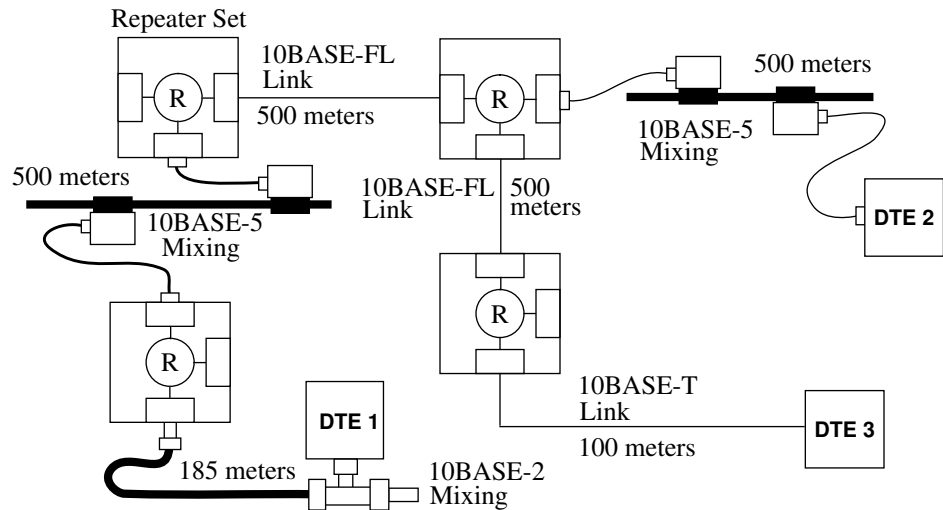 Repeater Set
R
10BASE-FL
Link
500 meters
R
500 meters
10BASE-5
Mixing
DTE 2
500 meters
10BASE-5
Mixing
10BASE-FL
Link
500
meters
R
R
DTE 1
185 meters
10BASE-2
Mixing
10BASE-T
Link
100 meters
DTE 3